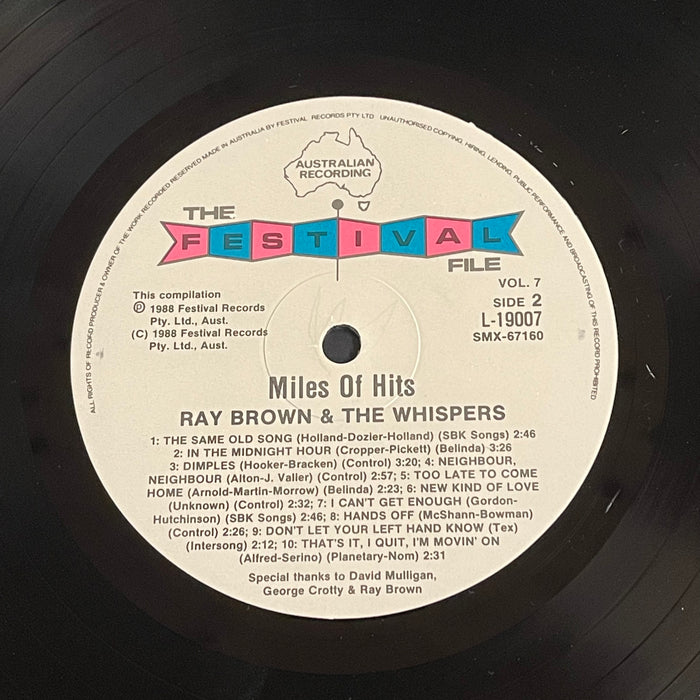 ALL RIGHTS OF RECORD PRODUCER & OWNER OF THE WORK RECORDED RESERVED MADE IN AUSTRALIA BY FESTIVAL RECORDS PTY LTD UNAUTHORISED COPYING, HIRING, LENDING, PUBLIC PERFORMANCE AND BROADCASTING OF THIS RECORD PROHIBITED
AUSTRALIAN
RECORDING
THE
FESTIVAL
FILE
VOL. 7
SIDE 2
L-19007
SMX-67160
This compilation
℗ 1988 Festival Records
Pty. Ltd., Aust.
(C) 1988 Festival Records
Pty. Ltd., Aust.
Miles Of Hits
RAY BROWN & THE WHISPERS
1: THE SAME OLD SONG (Holland-Dozier-Holland) (SBK Songs) 2:46
2: IN THE MIDNIGHT HOUR (Cropper-Pickett) (Belinda) 3:26
3: DIMPLES (Hooker-Bracken) (Control) 3:20; 4: NEIGHBOUR,
NEIGHBOUR (Alton-J. Valier) (Control) 2:57; 5: TOO LATE TO COME
HOME (Arnold-Martin-Morrow) (Belinda) 2:23; 6: NEW KIND OF LOVE
(Unknown) (Control) 2:32; 7: I CAN'T GET ENOUGH (Gordon-
Hutchinson) (SBK Songs) 2:46; 8: HANDS OFF (McShann-Bowman)
(Control) 2:26; 9: DON'T LET YOUR LEFT HAND KNOW (Tex)
(Intersong) 2:12; 10: THAT'S IT, I QUIT, I'M MOVIN' ON
(Alfred-Serino) (Planetary-Nom) 2:31
Special thanks to David Mulligan,
George Crotty & Ray Brown